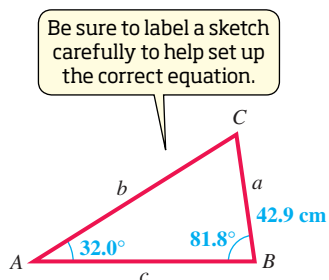 Be sure to label a sketch
carefully to help set up
the correct equation.
C
b
a
42.9 cm
81.8°
32.0°
A
B
c